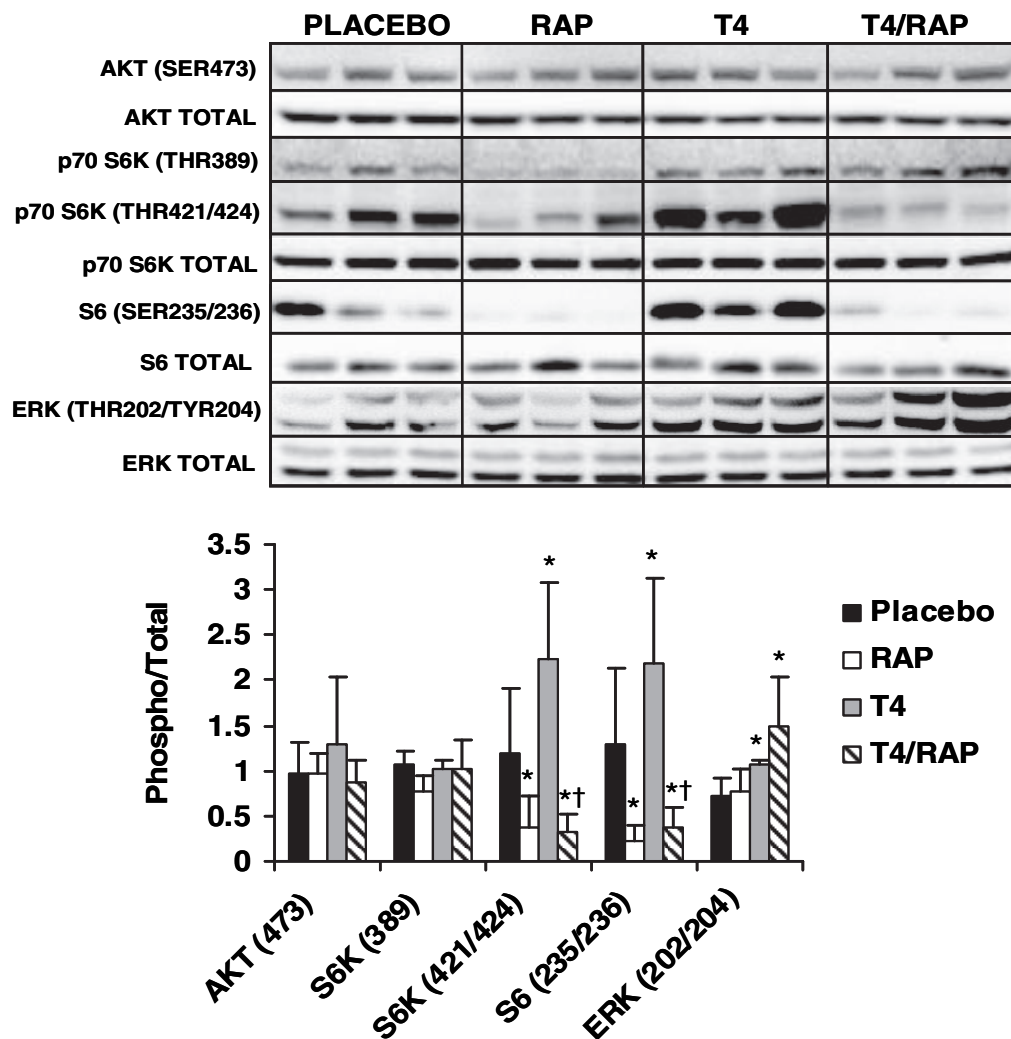 PLACEBO RAP T4 T4/RAP
AKT (SER473)
AKT TOTAL
p70 S6K (THR389)
p70 S6K (THR421/424)
p70 S6K TOTAL
S6 (SER235/236)
S6 TOTAL
ERK (THR202/TYR204)
ERK TOTAL
Phospho/Total
3.5
3
2.5
2
1.5
1
0.5
0
* * * *† * *† * *
AKT (473)
S6K (389)
S6K (421/424)
S6 (235/236)
ERK (202/204)
Placebo
RAP
T4
T4/RAP